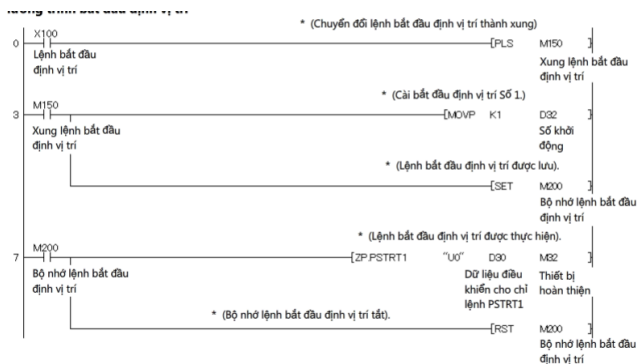 * (Chuyển đổi lệnh bắt đầu định vị trí thành xung)
X100
0 [PLS M150 ]
Lệnh bắt đầu
định vị trí
Xung lệnh bắt đầu
định vị trí
* (Cài bắt đầu định vị trí Số 1.)
M150
3 [MOVP K1 D32 ]
Xung lệnh bắt đầu
định vị trí
Số khởi
động
* (Lệnh bắt đầu định vị trí được lưu).
[SET M200 ]
Bộ nhớ lệnh bắt đầu
định vị trí
* (Lệnh bắt đầu định vị trí được thực hiện).
M200
7 [ZP.PSTRT1 "U0" D30 M32 ]
Bộ nhớ lệnh bắt đầu
định vị trí
Dữ liệu điều
khiển cho chỉ
lệnh PSTRT1
Thiết bị
hoàn thiện
* (Bộ nhớ lệnh bắt đầu định vị trí tắt).
[RST M200 ]
Bộ nhớ lệnh bắt đầu
định vị trí